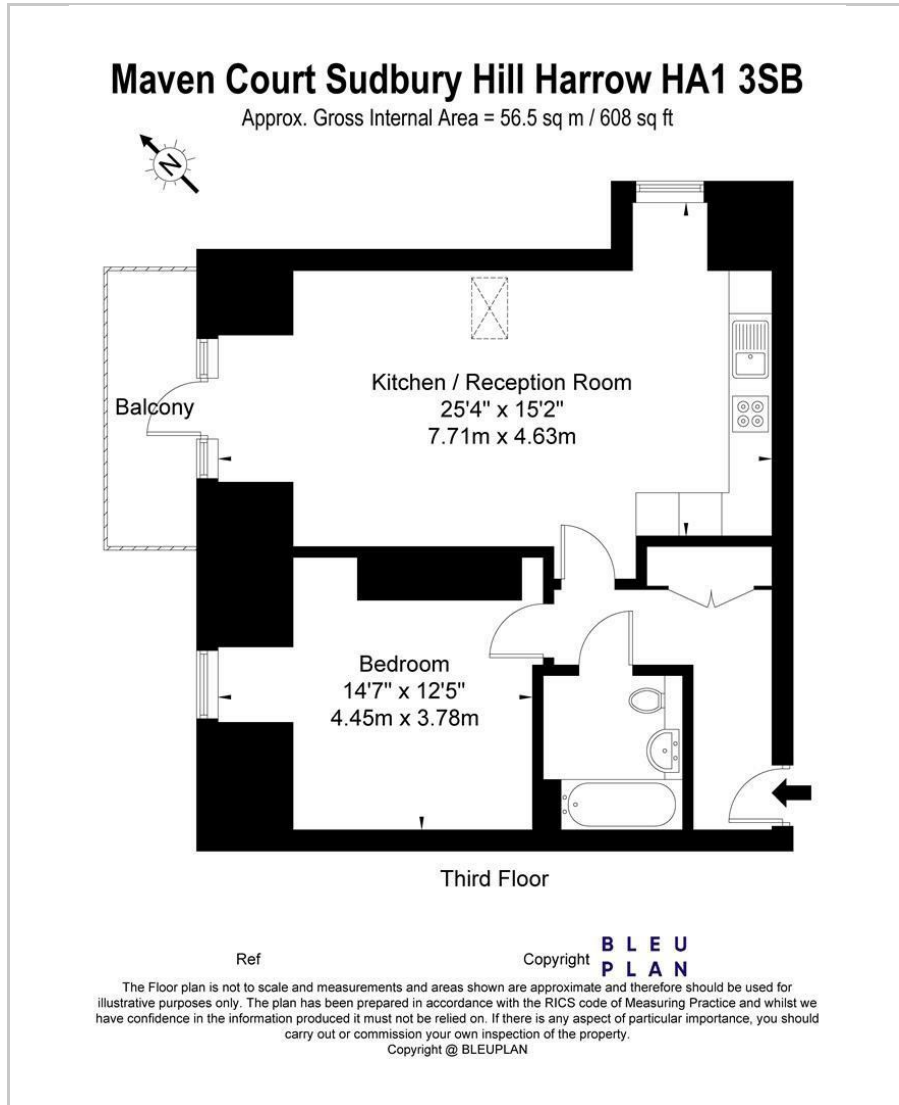 Maven Court Sudbury Hill Harrow HA1 3SB
Approx. Gross Internal Area = 56.5 sq m / 608 sq ft
N
Kitchen / Reception Room
25'4" x 15'2"
7.71m x 4.63m
Balcony
Bedroom
14'7" x 12'5"
4.45m x 3.78m
Third Floor
Ref
Copyright
BLEU
PLAN
The Floor plan is not to scale and measurements and areas shown are approximate and therefore should be used for
illustrative purposes only. The plan has been prepared in accordance with the RICS code of Measuring Practice and whilst we
have confidence in the information produced it must not be relied on. If there is any aspect of particular importance, you should
carry out or commission your own inspection of the property.
Copyright @ BLEUPLAN